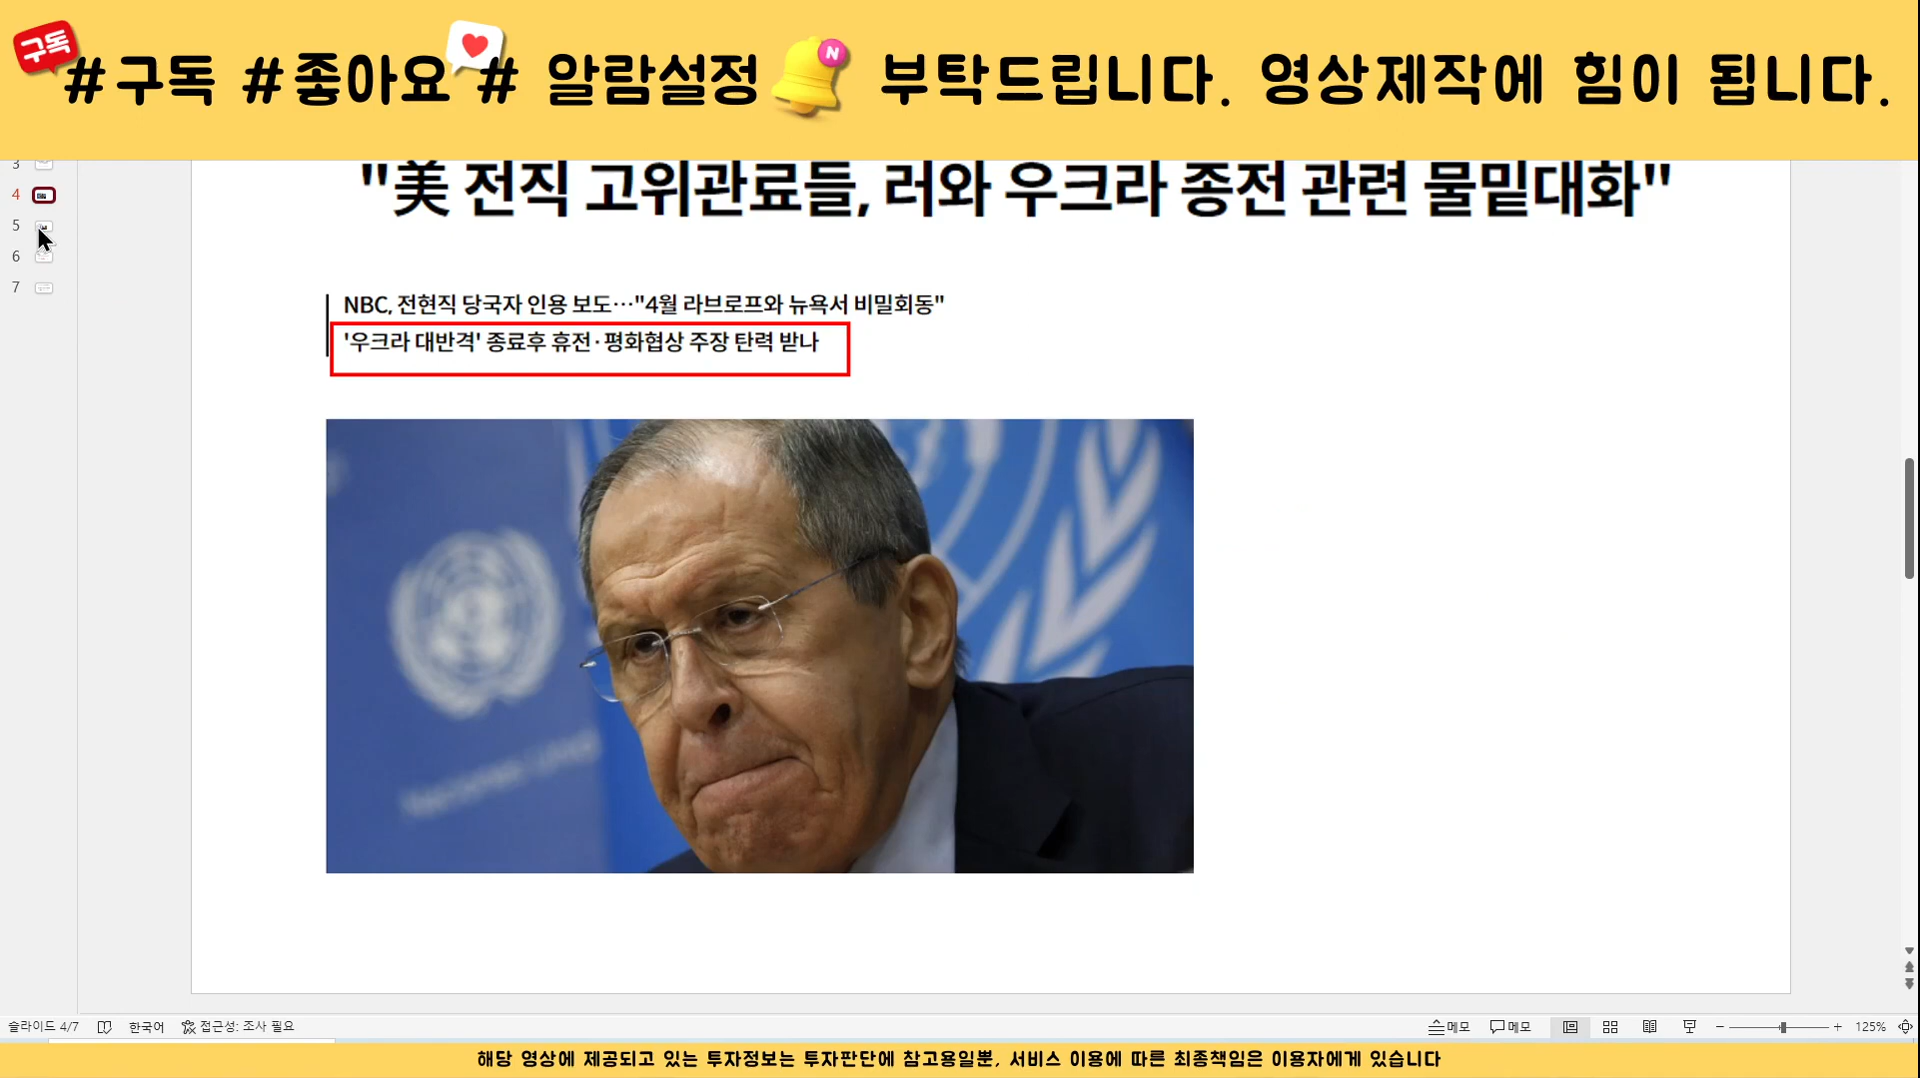 구독
#구독 #좋아요 # 알람설정 N 부탁드립니다. 영상제작에 힘이 됩니다.
3
4
5
6
7
"美 전직 고위관료들, 러와 우크라 종전 관련 물밑대화"
NBC, 전현직 당국자 인용 보도…"4월 라브로프와 뉴욕서 비밀회동"
'우크라 대반격' 종료후 휴전·평화협상 주장 탄력 받나
슬라이드 4/7 한국어 접근성: 조사 필요 메모 메모 125%
해당 영상에 제공되고 있는 투자정보는 투자판단에 참고용일뿐, 서비스 이용에 따른 최종책임은 이용자에게 있습니다